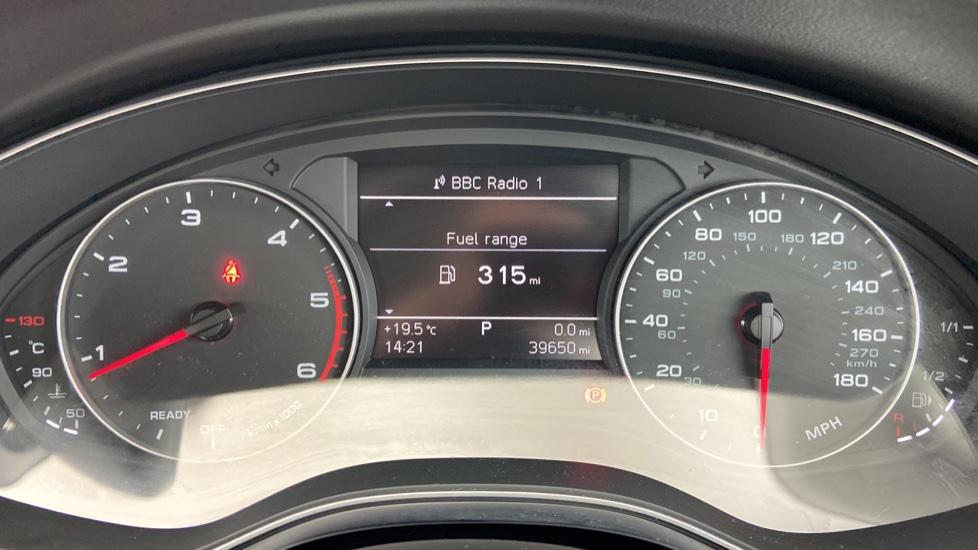 BBC Radio 1
Fuel range
315 mi
+19.5 °C P 0.0 mi
14:21 39650 mi
1 2 3 4 5 6
READY
OFF
1/min x 1000
130
°C
90
50
0 10 20 40 60 80 100 120 140 160 180
30 60 90 120 150 180 210 240 270
km/h
MPH
P
1/1
1/2
R